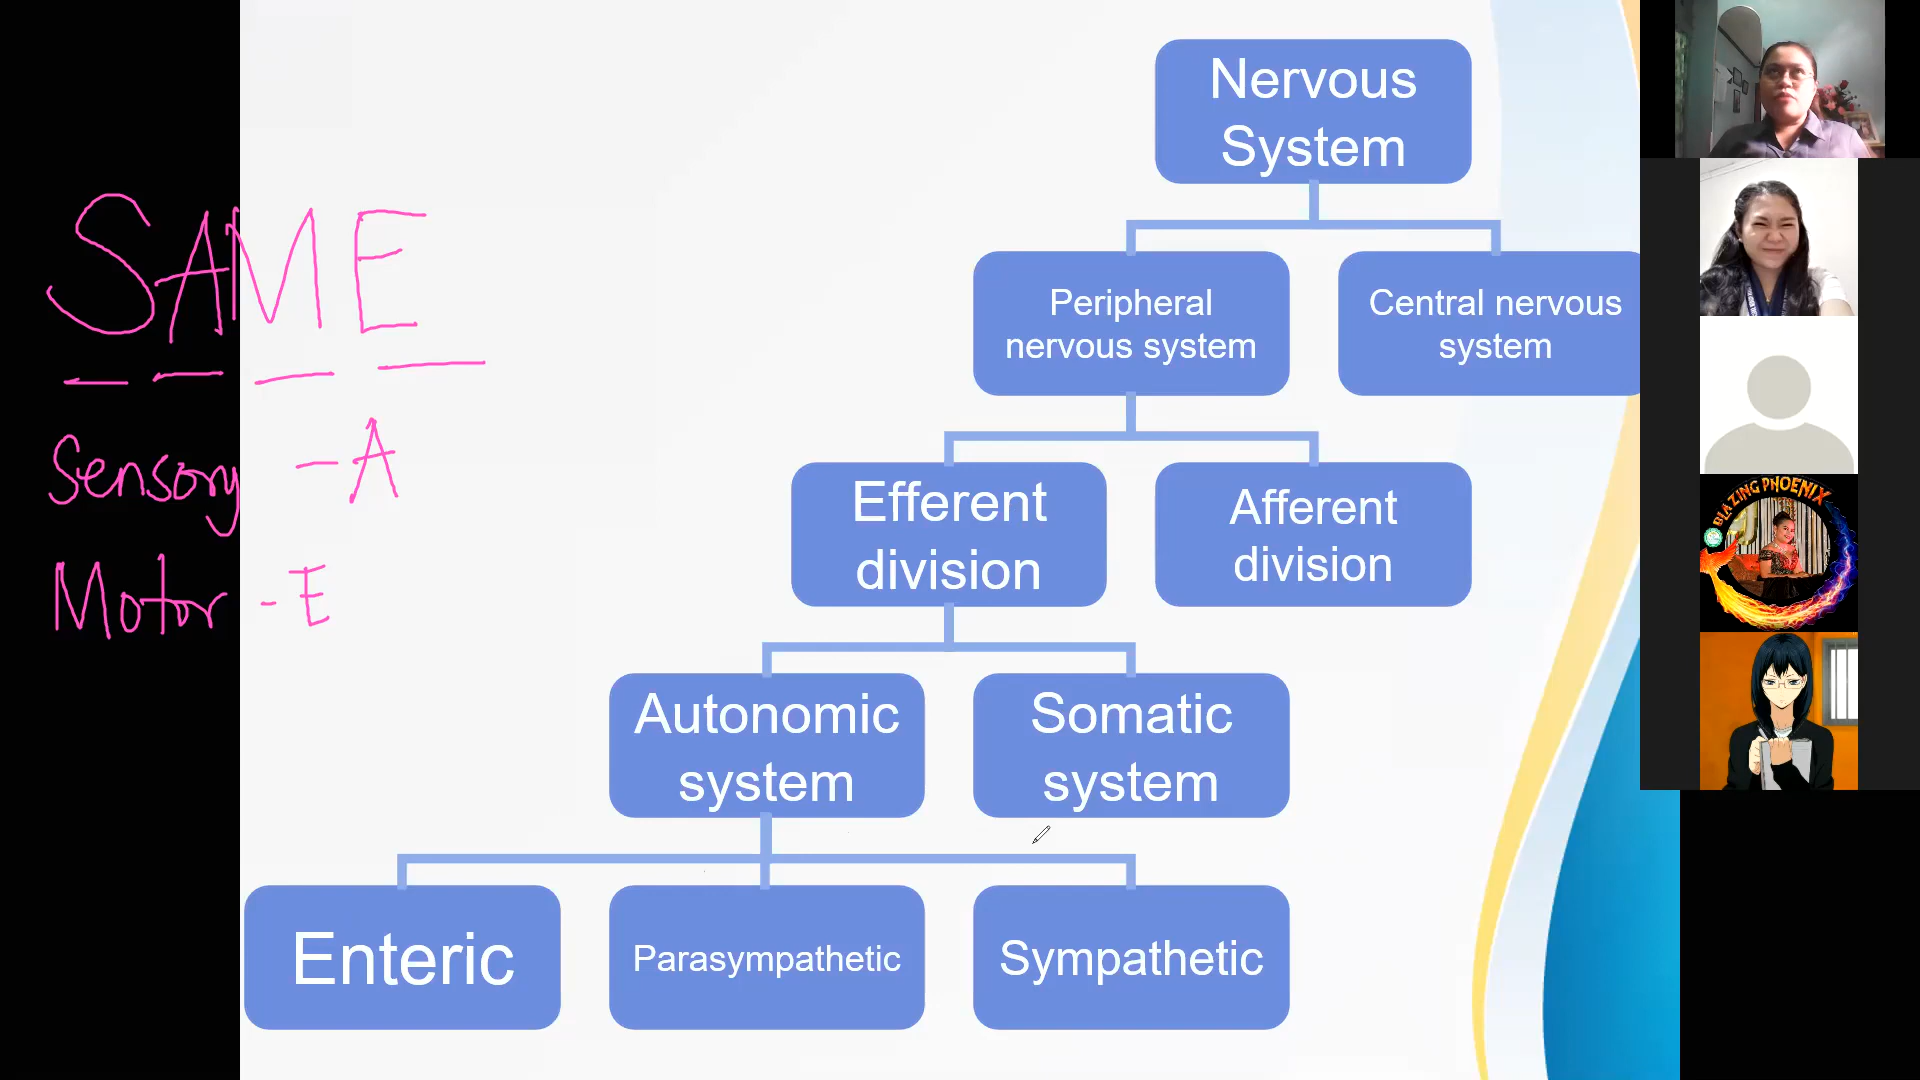 SAME
Sensory - A
Motor - E
Nervous
System
Peripheral
nervous system
Central nervous
system
Efferent
division
Afferent
division
Autonomic
system
Somatic
system
Enteric
Parasympathetic
Sympathetic
BLAZING PHOENIX